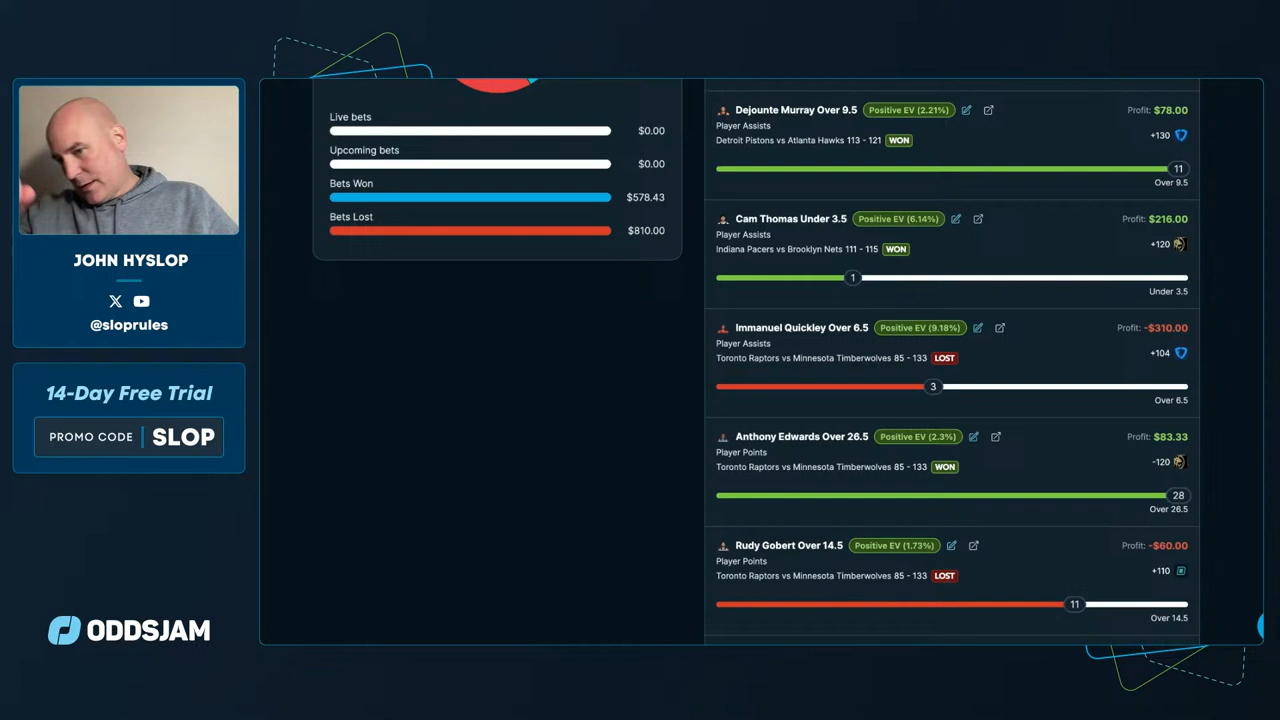 JOHN HYSLOP
@sloprules
14-Day Free Trial
PROMO CODE SLOP
ODDSJAM
Live bets $0.00
Upcoming bets $0.00
Bets Won $578.43
Bets Lost $810.00
Dejounte Murray Over 9.5 Positive EV (2.21%) Profit: $78.00
Player Assists
+130
Detroit Pistons vs Atlanta Hawks 113 - 121 WON
11
Over 9.5
Cam Thomas Under 3.5 Positive EV (6.14%) Profit: $216.00
Player Assists
+120
Indiana Pacers vs Brooklyn Nets 111 - 115 WON
1
Under 3.5
Immanuel Quickley Over 6.5 Positive EV (9.18%) Profit: -$310.00
Player Assists
+104
Toronto Raptors vs Minnesota Timberwolves 85 - 133 LOST
3
Over 6.5
Anthony Edwards Over 26.5 Positive EV (2.3%) Profit: $83.33
Player Points
-120
Toronto Raptors vs Minnesota Timberwolves 85 - 133 WON
28
Over 26.5
Rudy Gobert Over 14.5 Positive EV (1.73%) Profit: -$60.00
Player Points
+110
Toronto Raptors vs Minnesota Timberwolves 85 - 133 LOST
11
Over 14.5